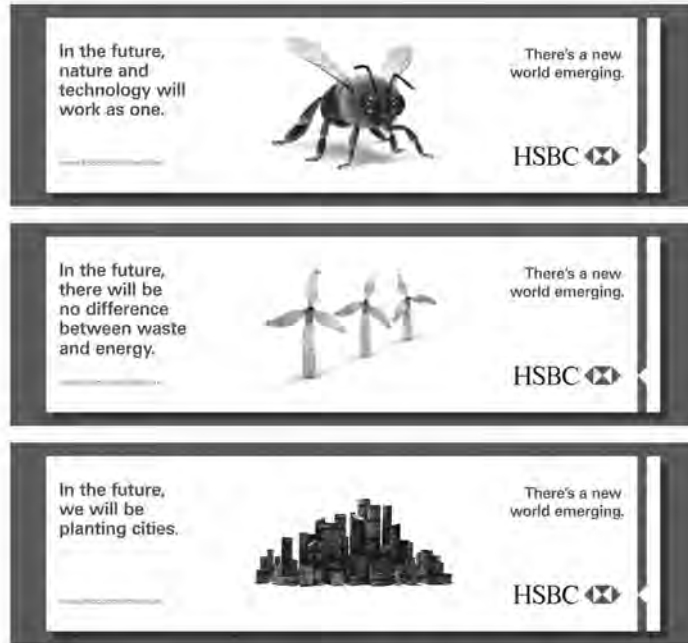 In the future,
nature and
technology will
work as one.
There's a new
world emerging.
HSBC
In the future,
there will be
no difference
between waste
and energy.
There's a new
world emerging.
HSBC
In the future,
we will be
planting cities.
There's a new
world emerging.
HSBC